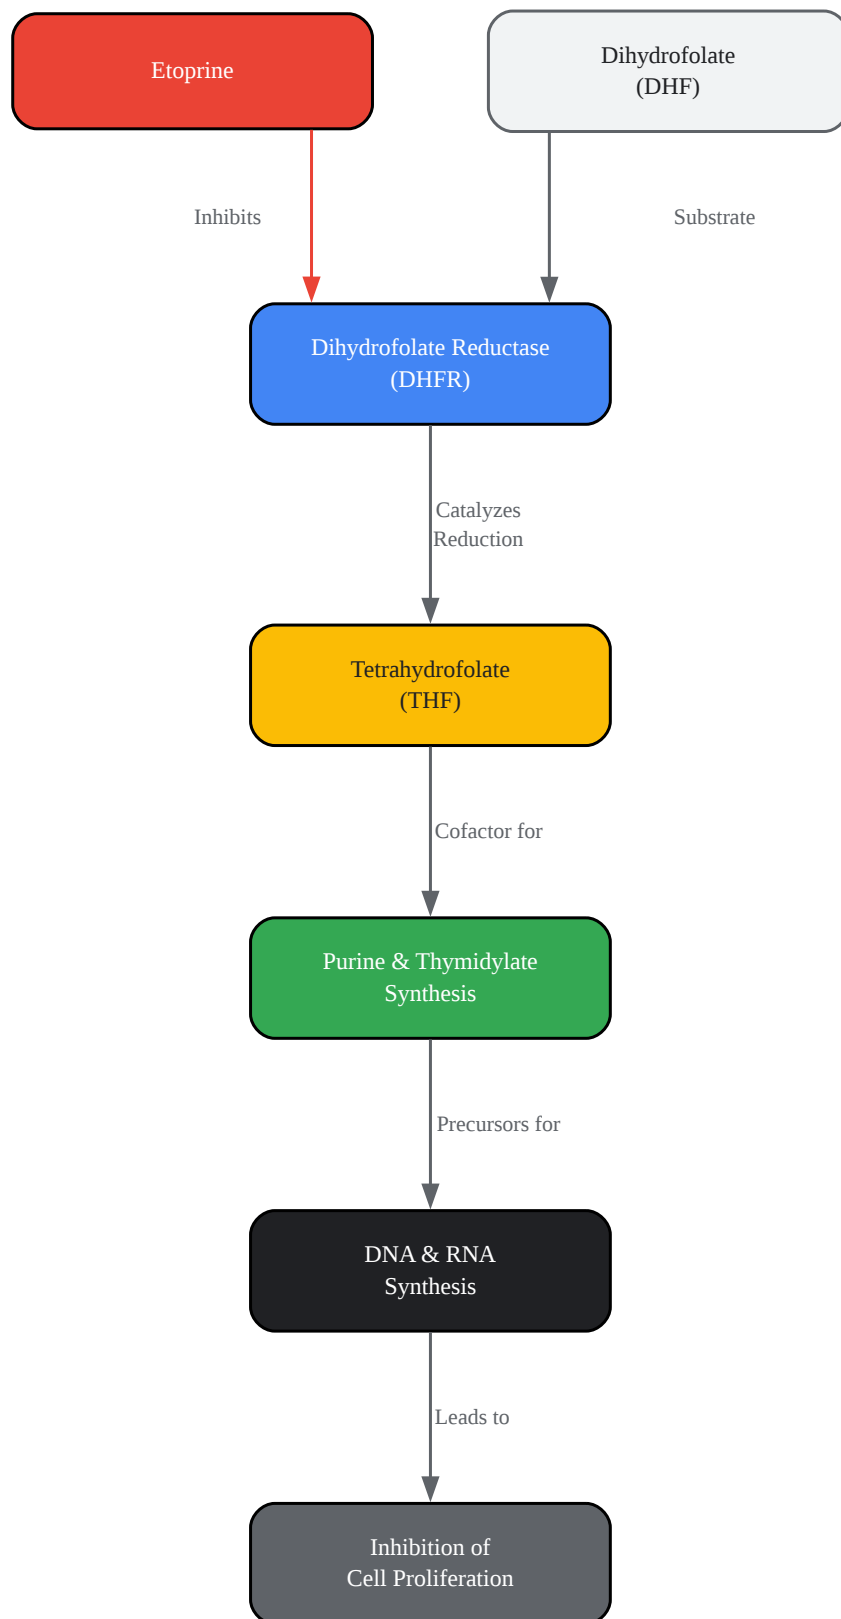 Etoprine
Dihydrofolate
(DHF)
Inhibits
Substrate
Dihydrofolate Reductase
(DHFR)
Catalyzes
Reduction
Tetrahydrofolate
(THF)
Cofactor for
Purine & Thymidylate
Synthesis
Precursors for
DNA & RNA
Synthesis
Leads to
Inhibition of
Cell Proliferation